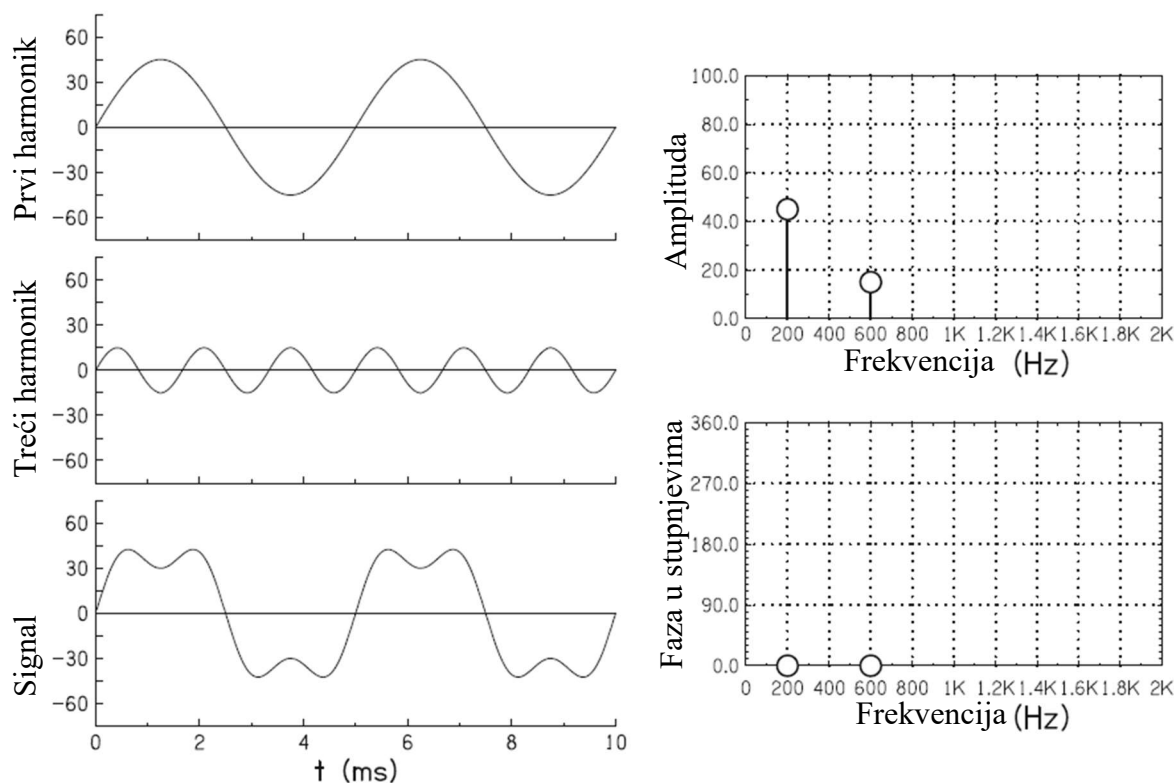 Prvi harmonik
60
30
0
−30
−60
Treći harmonik
60
30
0
−30
−60
Signal
60
30
0
−30
−60
0 2 4 6 8 10
t (ms)
Amplituda
100.0
80.0
60.0
40.0
20.0
0.0
0 200 400 600 800 1K 1.2K 1.4K 1.6K 1.8K 2K
Frekvencija (Hz)
Faza u stupnjevima
360.0
270.0
180.0
90.0
0.0
0 200 400 600 800 1K 1.2K 1.4K 1.6K 1.8K 2K
Frekvencija (Hz)